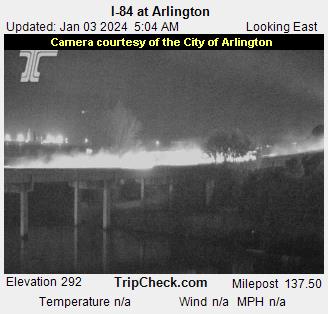 I-84 at Arlington
Updated: Jan 03 2024 5:04 AM Looking East
Camera courtesy of the City of Arlington
Elevation 292 TripCheck.com Milepost 137.50
Temperature n/a Wind n/a MPH n/a